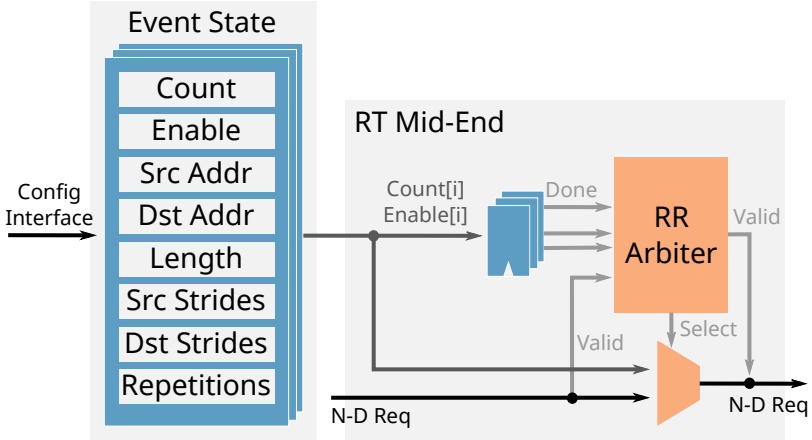 Event State
Count
Enable
Src Addr
Dst Addr
Length
Src Strides
Dst Strides
Repetitions
Config
Interface
RT Mid-End
Count[i]
Enable[i]
Done
RR
Arbiter
Valid
Select
Valid
N-D Req
N-D Req